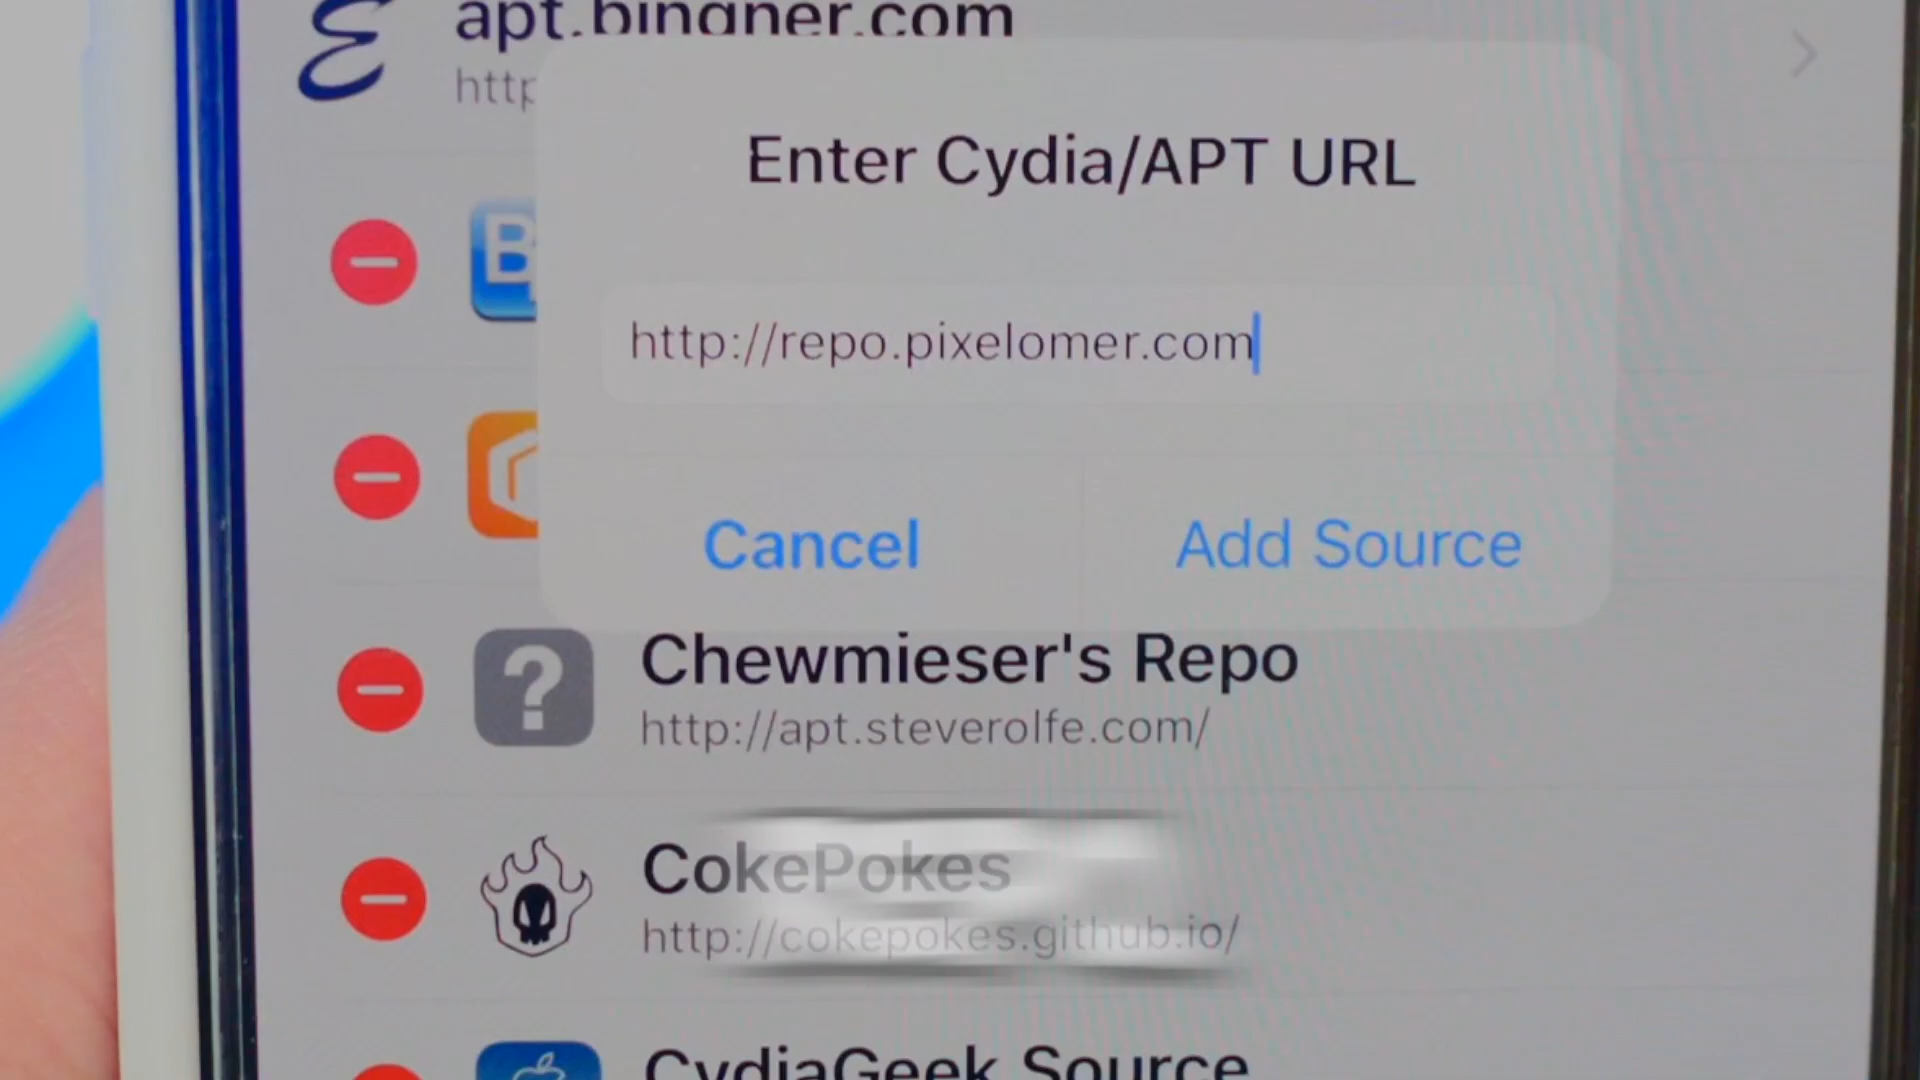 apt.bingner.com
http
Enter Cydia/APT URL
http://repo.pixelomer.com
Cancel
Add Source
Chewmieser's Repo
http://apt.steverolfe.com/
CokePokes
http://cokepokes.github.io/
CydiaGeek Source